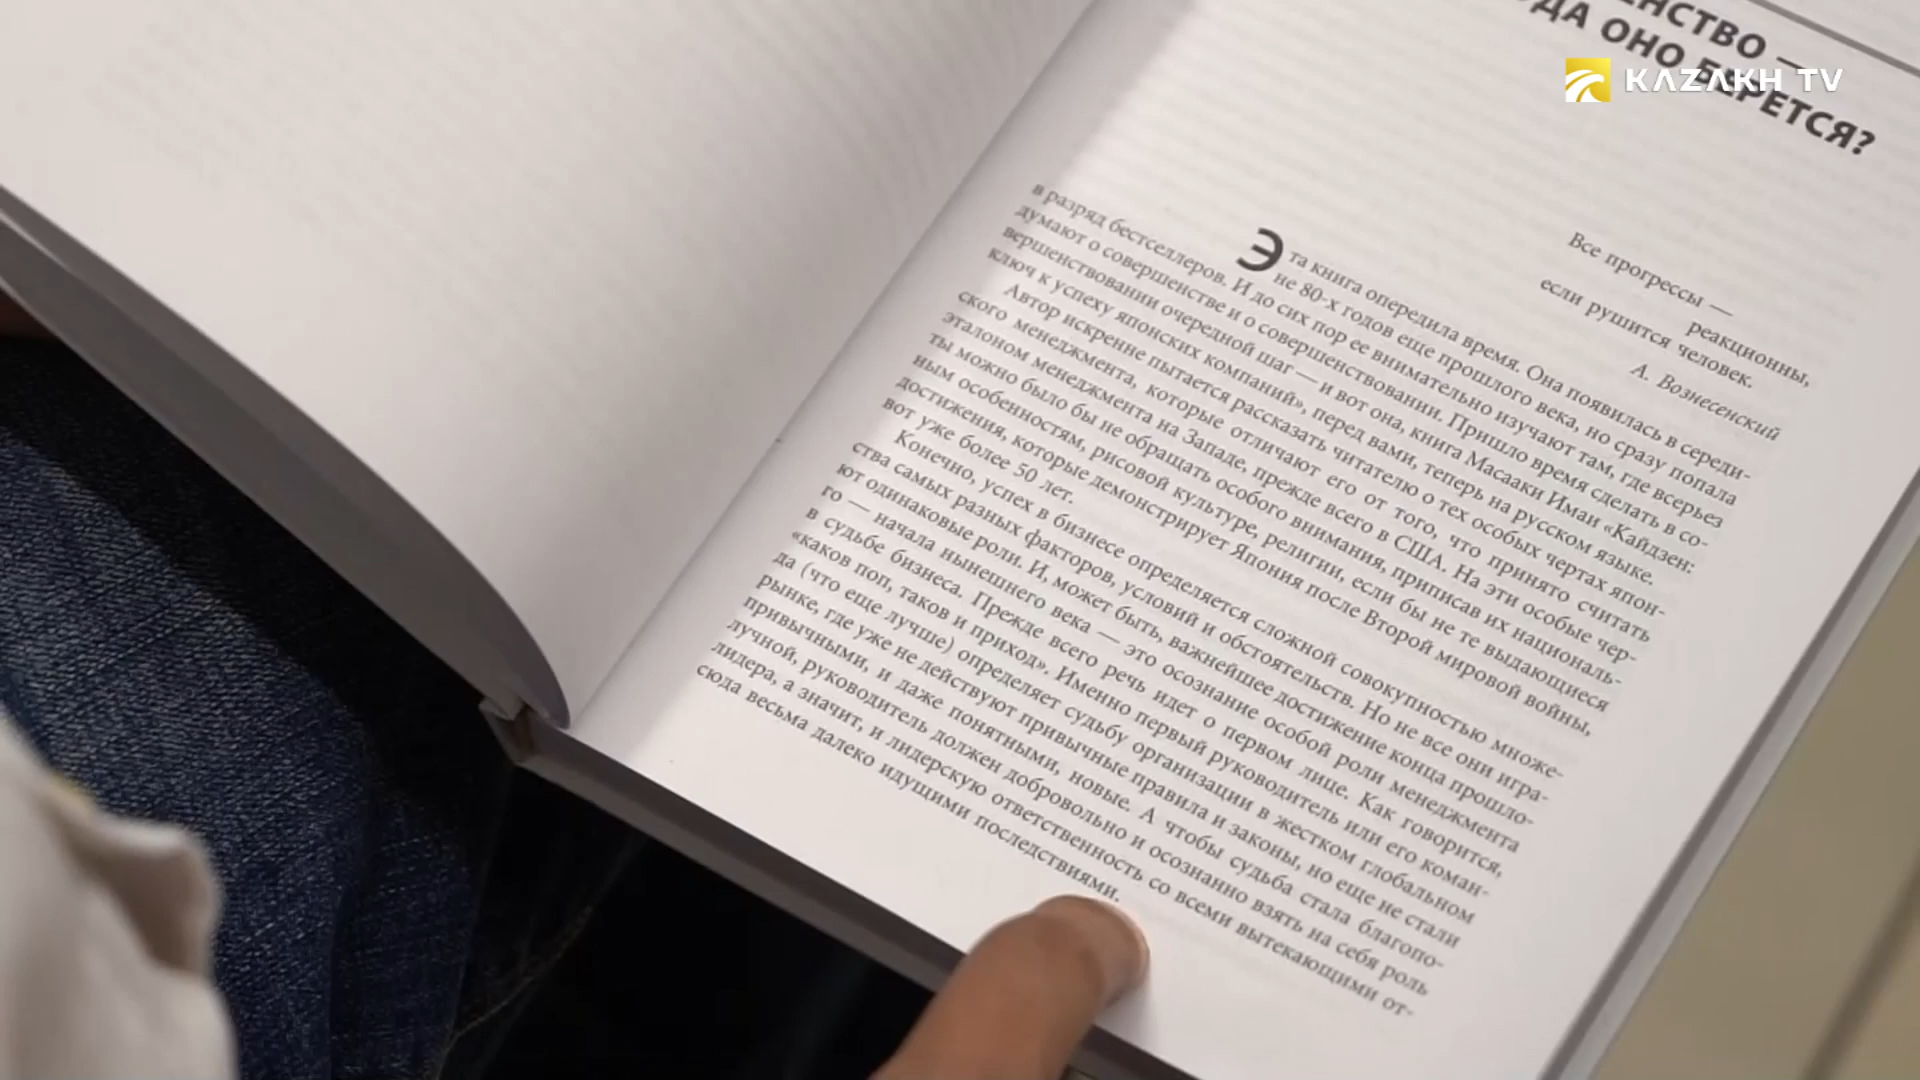 ЕНСТВО —
УДА ОНО БЕРЕТСЯ?
KAZAKH TV
Все прогрессы —
реакционны,
если рушится человек.
А. Вознесенский
Эта книга опередила время. Она появилась в середи-
не 80-х годов еще прошлого века, но сразу попала
в разряд бестселлеров. И до сих пор ее внимательно изучают там, где всерьез
думают о совершенстве и о совершенствовании. Пришло время сделать в со-
вершенствовании очередной шаг — и вот она, книга Масааки Имаи «Кайдзен:
ключ к успеху японских компаний», перед вами, теперь на русском языке.
Автор искренне пытается рассказать читателю о тех особых чертах япон-
ского менеджмента, которые отличают его от того, что принято считать
эталоном менеджмента на Западе, прежде всего в США. На эти особые чер-
ты можно было бы не обращать особого внимания, приписав их националь-
ным особенностям, рисовой культуре, религии, если бы не те выдающиеся
достижения, которые демонстрирует Япония после Второй мировой войны,
вот уже более 50 лет.
Конечно, успех в бизнесе определяется сложной совокупностью множе-
ства самых разных факторов, условий и обстоятельств. Но не все они игра-
ют одинаковые роли. И, может быть, важнейшее достижение конца прошло-
го — начала нынешнего века — это осознание особой роли менеджмента
в судьбе бизнеса. Прежде всего речь идет о первом лице. Как говорится,
«каков поп, таков и приход». Именно первый руководитель или его коман-
да (что еще лучше) определяет судьбу организации в жестком глобальном
рынке, где уже не действуют привычные правила и законы, но еще не стали
привычными, и даже понятными, новые. А чтобы судьба стала благопо-
лучной, руководитель должен добровольно и осознанно взять на себя роль
лидера, а значит, и лидерскую ответственность со всеми вытекающими от-
сюда весьма далеко идущими последствиями.